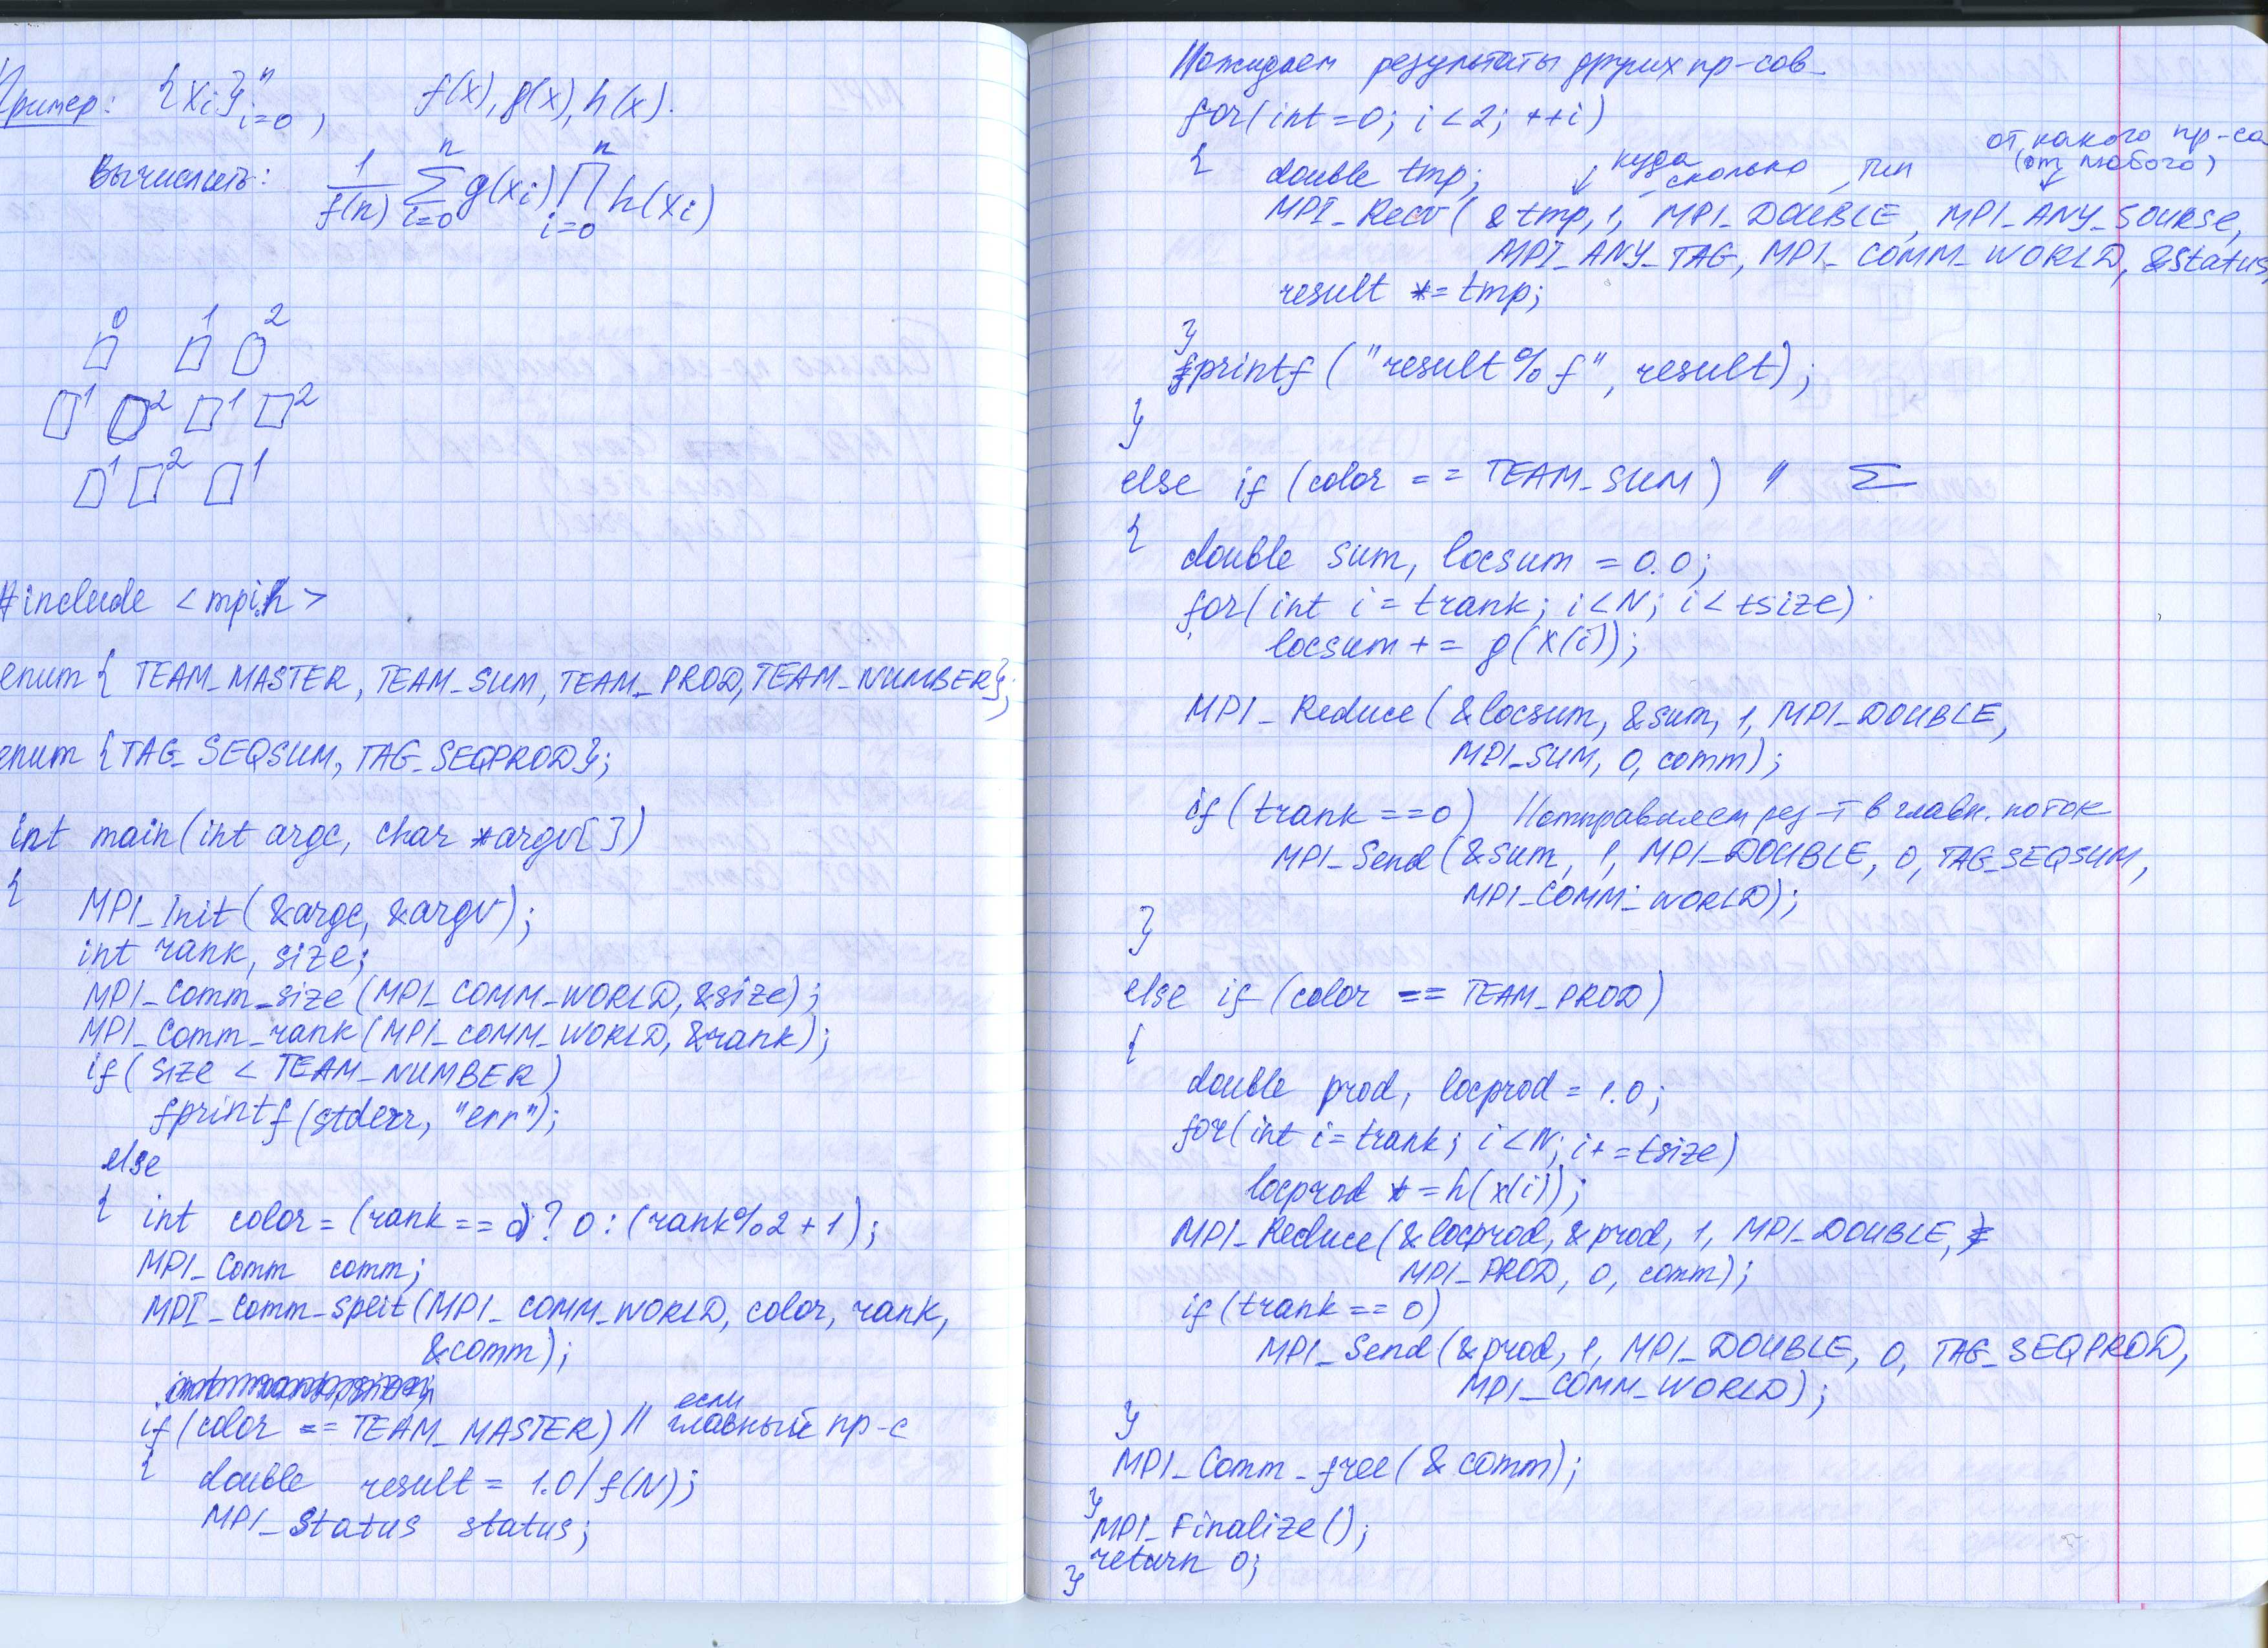 Пример: {xi}ⁿi=0, f(x), g(x), h(x).
Вычислить: 1/f(n) Σⁿi=0 g(xi) Πⁿi=0 h(xi)
0 1 2
1 2 1 2
1 2 1
#include <mpi.h>
enum { TEAM_MASTER, TEAM_SUM, TEAM_PROD, TEAM_NUMBER};
enum {TAG_SEQSUM, TAG_SEQPROD};
int main(int argc, char *argv[])
{
MPI_Init(&argc, &argv);
int rank, size;
MPI_Comm_size(MPI_COMM_WORLD, &size);
MPI_Comm_rank(MPI_COMM_WORLD, &rank);
if( size < TEAM_NUMBER)
fprintf(stderr, "err");
else
{ int color = (rank == 0)? 0 : (rank%2 + 1);
MPI_Comm comm;
MPI_Comm_split(MPI_COMM_WORLD, color, rank,
&comm);
если
if(color == TEAM_MASTER) // главный пр-с
{ double result = 1.0/f(N);
MPI_Status status;
//ожидаем результаты других пр-сов
for(int=0; i<2; ++i)
от какого пр-са
{ куда (от любого)
double tmp; сколько тип
MPI_Recv( &tmp, 1, MPI_DOUBLE, MPI_ANY_SOURSE,
MPI_ANY_TAG, MPI_COMM_WORLD, &status,
result *= tmp;
}
printf("result%f", result);
}
else if (color == TEAM_SUM) // Σ
{
double sum, locsum = 0.0;
for(int i=trank; i<N; i<tsize)
locsum += g(x(i));
MPI_Reduce(&locsum, &sum, 1, MPI_DOUBLE,
MPI_SUM, 0, comm);
if(trank ==0) //отправляем рез-т в главн. поток
MPI_Send(&sum, 1, MPI_DOUBLE, 0, TAG_SEQSUM,
MPI_COMM_WORLD);
}
else if (color == TEAM_PROD)
{
double prod, locprod = 1.0;
for(int i=trank; i<N; i+=tsize)
locprod *= h(x(i));
MPI_Reduce(&locprod, &prod, 1, MPI_DOUBLE,
MPI_PROD, 0, comm);
if(trank == 0)
MPI_Send(&prod, 1, MPI_DOUBLE, 0, TAG_SEQPROD,
MPI_COMM_WORLD);
}
MPI_Comm_free(&comm);
}
MPI_Finalize();
return 0;
}